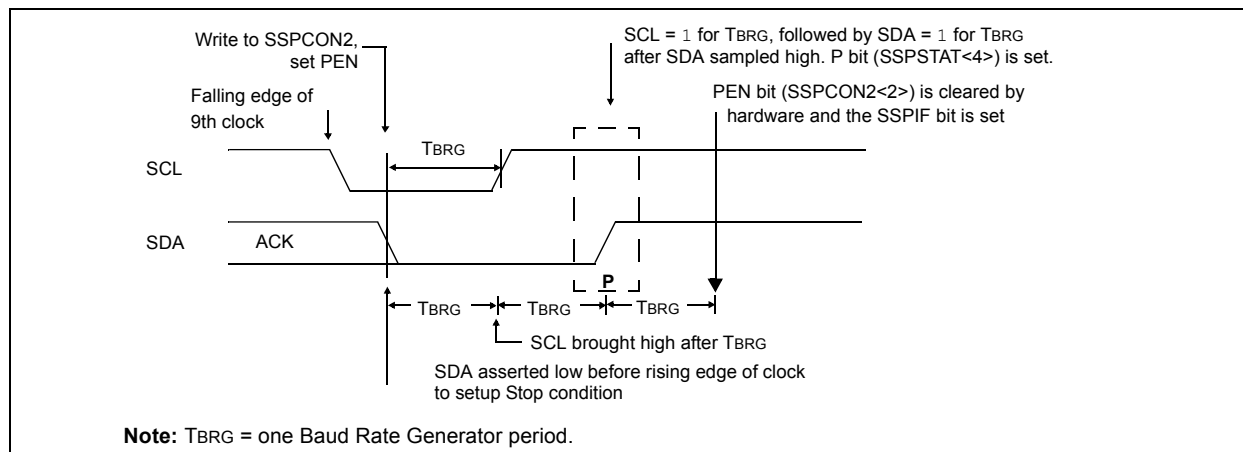 Write to SSPCON2,
set PEN
SCL = 1 for TBRG, followed by SDA = 1 for TBRG
after SDA sampled high. P bit (SSPSTAT<4>) is set.
Falling edge of
9th clock
PEN bit (SSPCON2<2>) is cleared by
hardware and the SSPIF bit is set
TBRG
SCL
SDA
ACK
P
TBRG
TBRG
TBRG
SCL brought high after TBRG
SDA asserted low before rising edge of clock
to setup Stop condition
Note: TBRG = one Baud Rate Generator period.